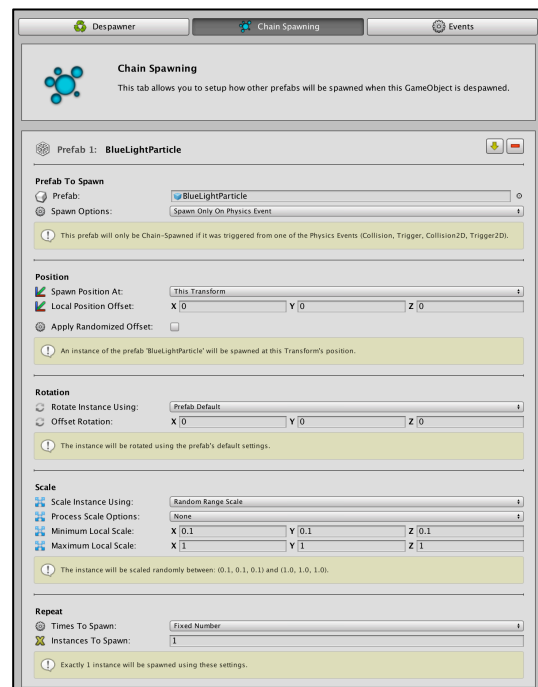 Despawner
Chain Spawning
Events
Chain Spawning
This tab allows you to setup how other prefabs will be spawned when this GameObject is despawned.
Prefab 1: BlueLightParticle
Prefab To Spawn
Prefab: BlueLightParticle
Spawn Options: Spawn Only On Physics Event
This prefab will only be Chain-Spawned if it was triggered from one of the Physics Events (Collision, Trigger, Collision2D, Trigger2D).
Position
Spawn Position At: This Transform
Local Position Offset: X 0 Y 0 Z 0
Apply Randomized Offset:
An instance of the prefab 'BlueLightParticle' will be spawned at this Transform's position.
Rotation
Rotate Instance Using: Prefab Default
Offset Rotation: X 0 Y 0 Z 0
The instance will be rotated using the prefab's default settings.
Scale
Scale Instance Using: Random Range Scale
Process Scale Options: None
Minimum Local Scale: X 0.1 Y 0.1 Z 0.1
Maximum Local Scale: X 1 Y 1 Z 1
The instance will be scaled randomly between: (0.1, 0.1, 0.1) and (1.0, 1.0, 1.0).
Repeat
Times To Spawn: Fixed Number
Instances To Spawn: 1
Exactly 1 instance will be spawned using these settings.